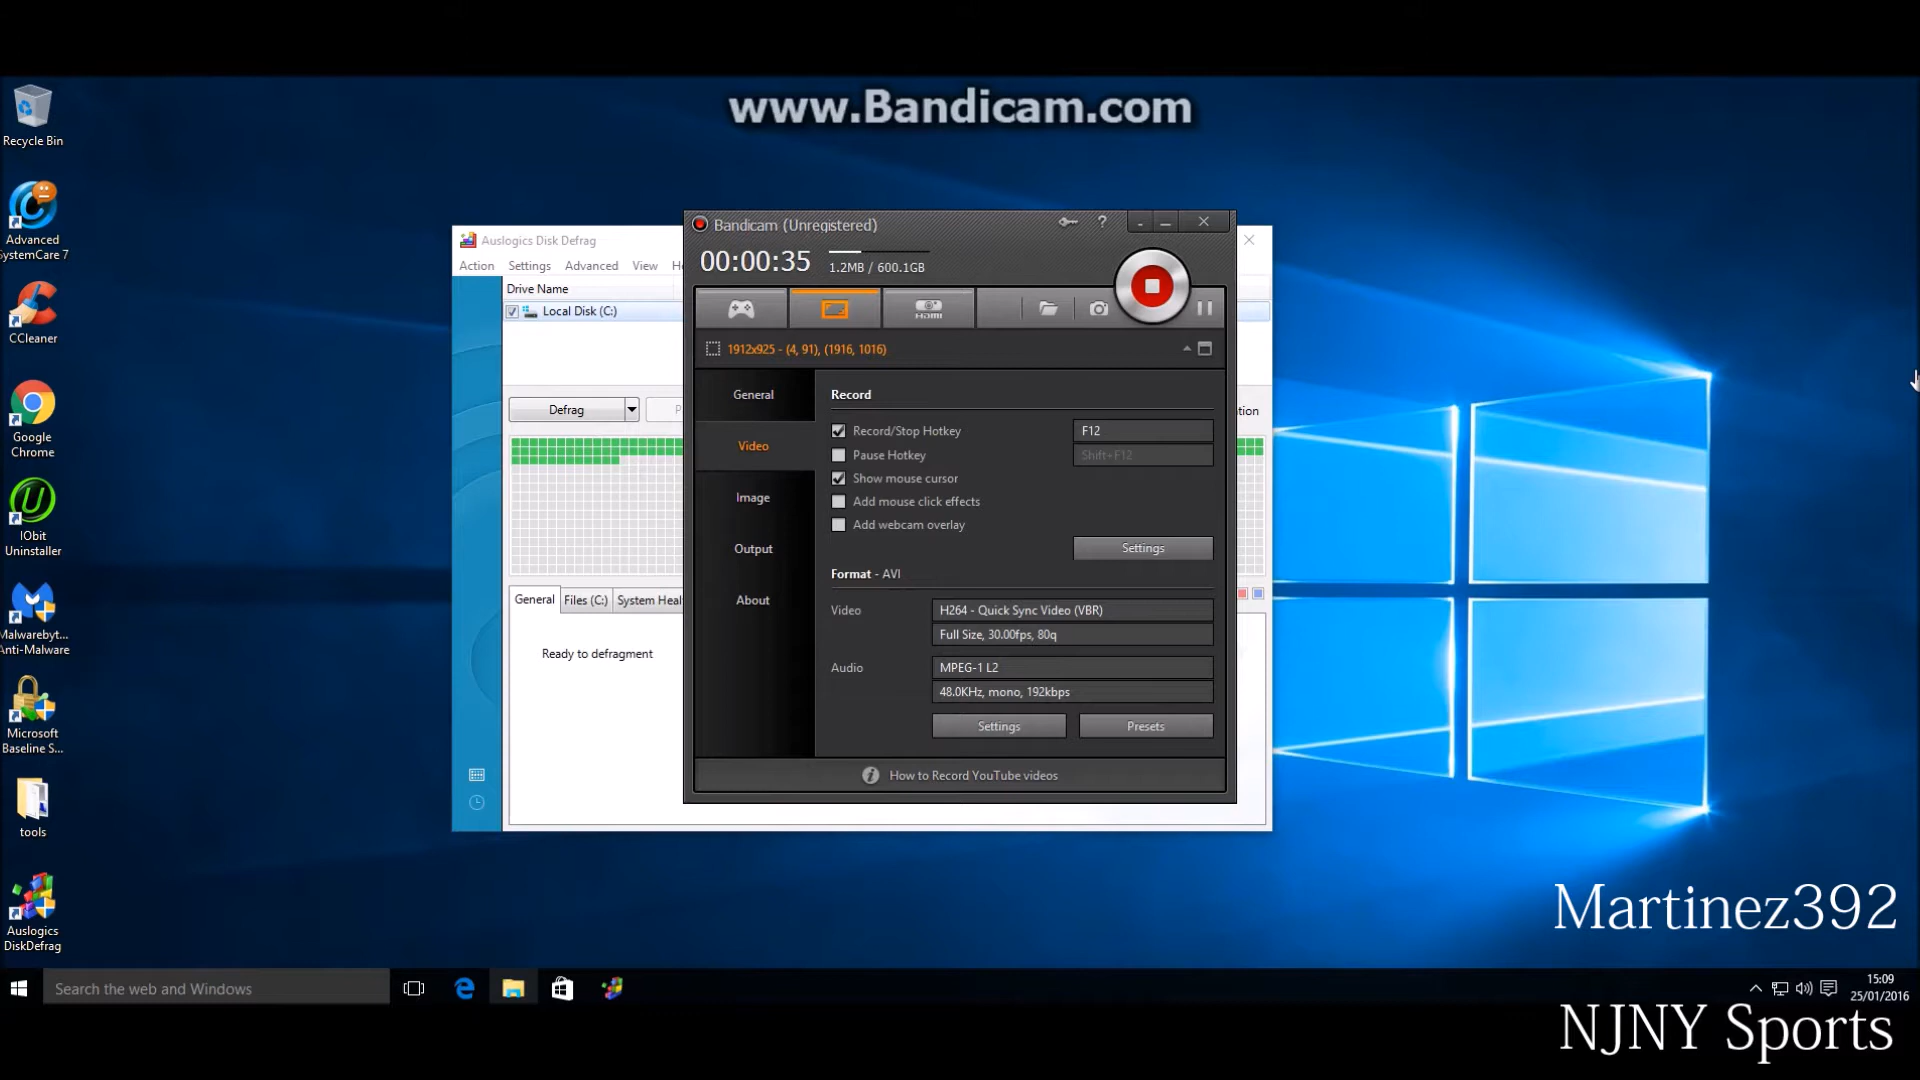 www.Bandicam.com
Recycle Bin
Advanced
SystemCare 7
CCleaner
Google
Chrome
IObit
Uninstaller
Malwareb​yt...
Anti-Malware
Microsoft
Baseline S...
tools
Auslogics
DiskDefrag
Auslogics Disk Defrag
Action Settings Advanced View
Drive Name
Local Disk (C:)
Defrag
General Files (C:)
Ready to defragment
Bandicam (Unregistered)
00:00:35
1.2MB / 600.1GB
HDMI
1912x925 - (4, 91), (1916, 1016)
General
Video
Image
Output
About
Record
Record/Stop Hotkey F12
Pause Hotkey Shift+F12
Show mouse cursor
Add mouse click effects
Add webcam overlay
Settings
Format - AVI
Video H264 - Quick Sync Video (VBR)
Full Size, 30.00fps, 80q
Audio MPEG-1 L2
48.0KHz, mono, 192kbps
Settings Presets
How to Record YouTube videos
Martinez392
Search the web and Windows
15:09
25/01/2016
NJNY Sports